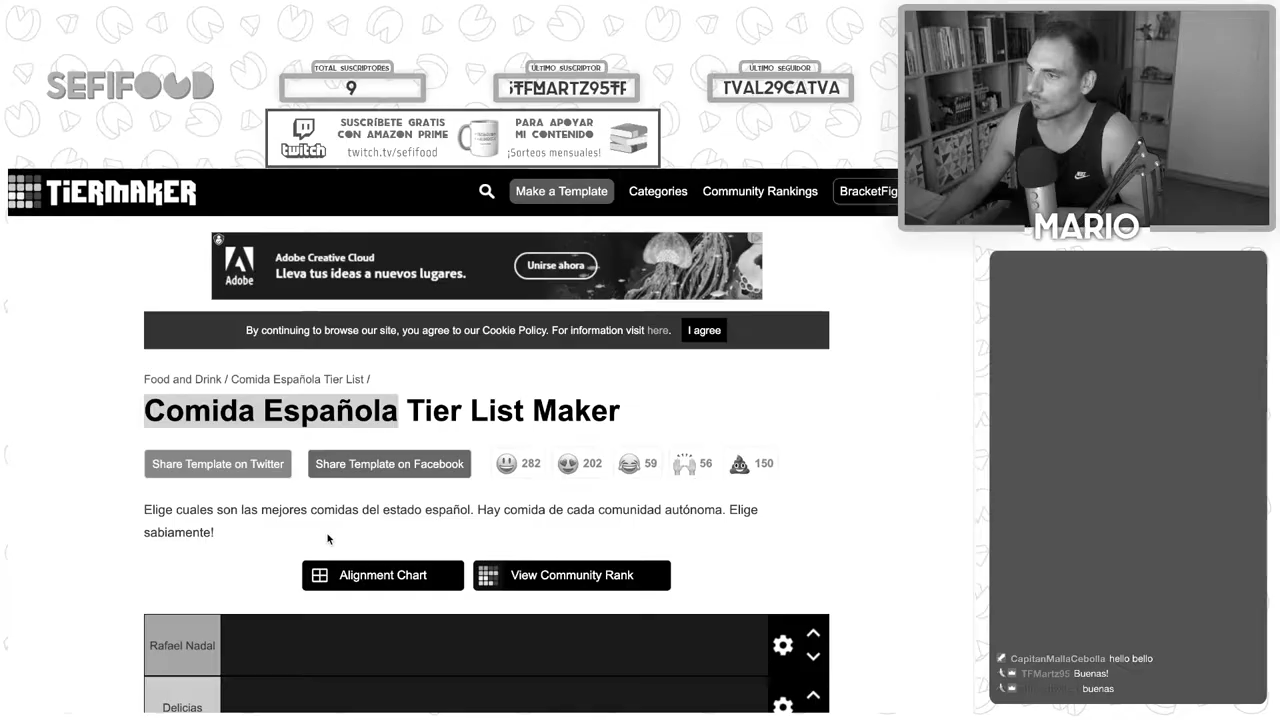 SEFIFOOD
TOTAL SUSCRIPTORES
9
ÚLTIMO SUSCRIPTOR
ÚLTIMO SEGUIDOR
TVAL29CATVA
SUSCRÍBETE GRATIS
CON AMAZON PRIME
twitch
twitch.tv/sefifood
PARA APOYAR
MI CONTENIDO
¡Sorteos mensuales!
MARIO
TiERMAKER
Make a Template
Categories
Community Rankings
BracketFig
Adobe
Adobe Creative Cloud
Lleva tus ideas a nuevos lugares.
Unirse ahora
By continuing to browse our site, you agree to our Cookie Policy. For information visit here.
I agree
Food and Drink / Comida Española Tier List /
Comida Española Tier List Maker
Share Template on Twitter
Share Template on Facebook
282
202
59
56
150
Elige cuales son las mejores comidas del estado español. Hay comida de cada comunidad autónoma. Elige
sabiamente!
Alignment Chart
View Community Rank
Rafael Nadal
Delicias
CapitanMallaCebolla hello bello
TFMartz95 Buenas!
buenas